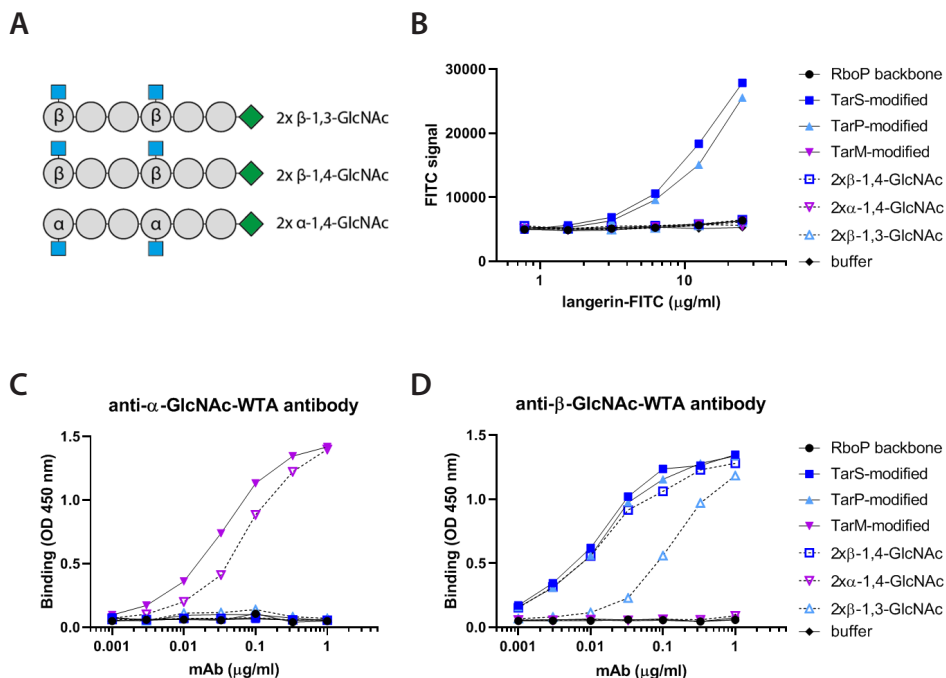 A
β β 2x β-1,3-GlcNAc
β β 2x β-1,4-GlcNAc
α α 2x α-1,4-GlcNAc
B
30000
20000
10000
0
FITC signal
1 10
langerin-FITC (μg/ml)
RboP backbone
TarS-modified
TarP-modified
TarM-modified
2xβ-1,4-GlcNAc
2xα-1,4-GlcNAc
2xβ-1,3-GlcNAc
buffer
C
anti-α-GlcNAc-WTA antibody
1.5
1.0
0.5
0.0
Binding (OD 450 nm)
0.001 0.01 0.1 1
mAb (μg/ml)
D
anti-β-GlcNAc-WTA antibody
1.5
1.0
0.5
0.0
Binding (OD 450 nm)
0.001 0.01 0.1 1
mAb (μg/ml)
RboP backbone
TarS-modified
TarP-modified
TarM-modified
2xβ-1,4-GlcNAc
2xα-1,4-GlcNAc
2xβ-1,3-GlcNAc
buffer